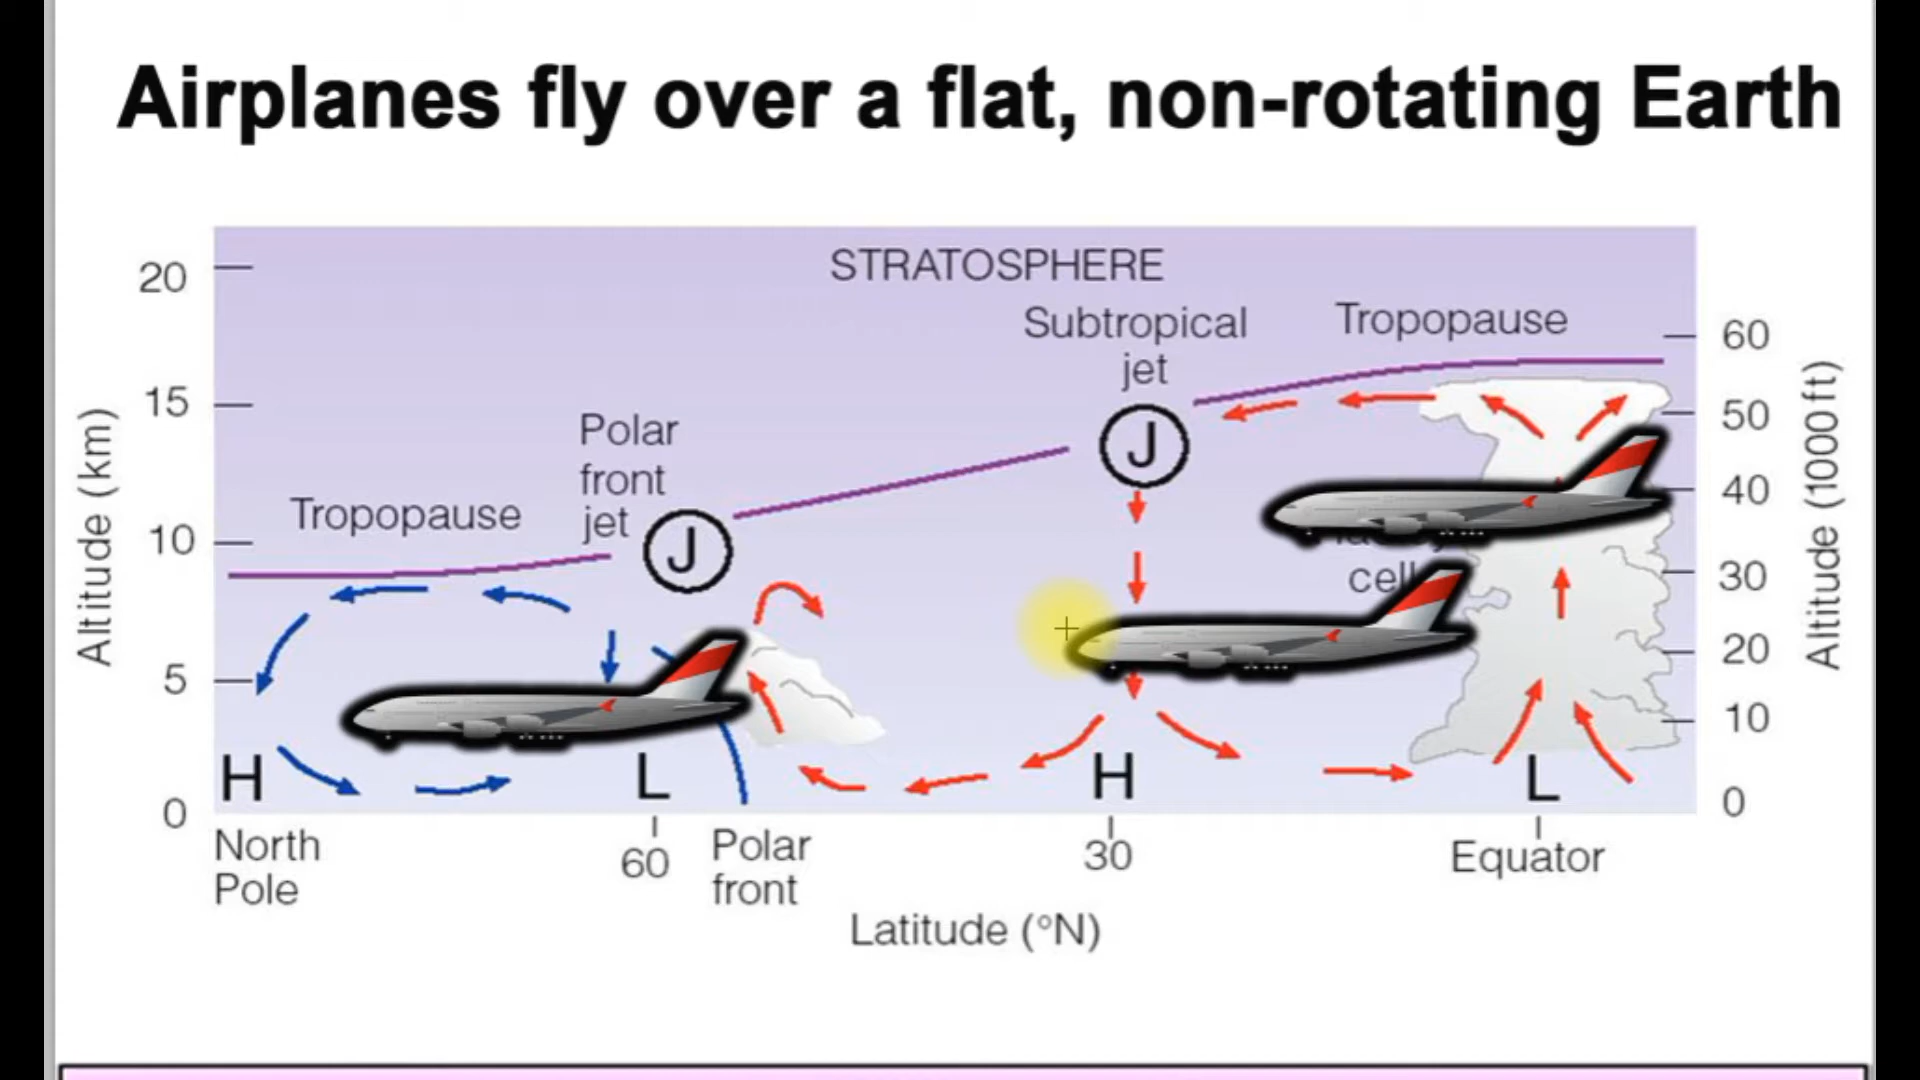 Airplanes fly over a flat, non-rotating Earth
STRATOSPHERE
Subtropical
jet
Tropopause
Polar
front
jet
Tropopause
J
J
cell
20
15
10
5
0
Altitude (km)
60
50
40
30
20
10
0
Altitude (1000 ft)
H
L
H
L
North
Pole
60
Polar
front
30
Equator
Latitude (°N)